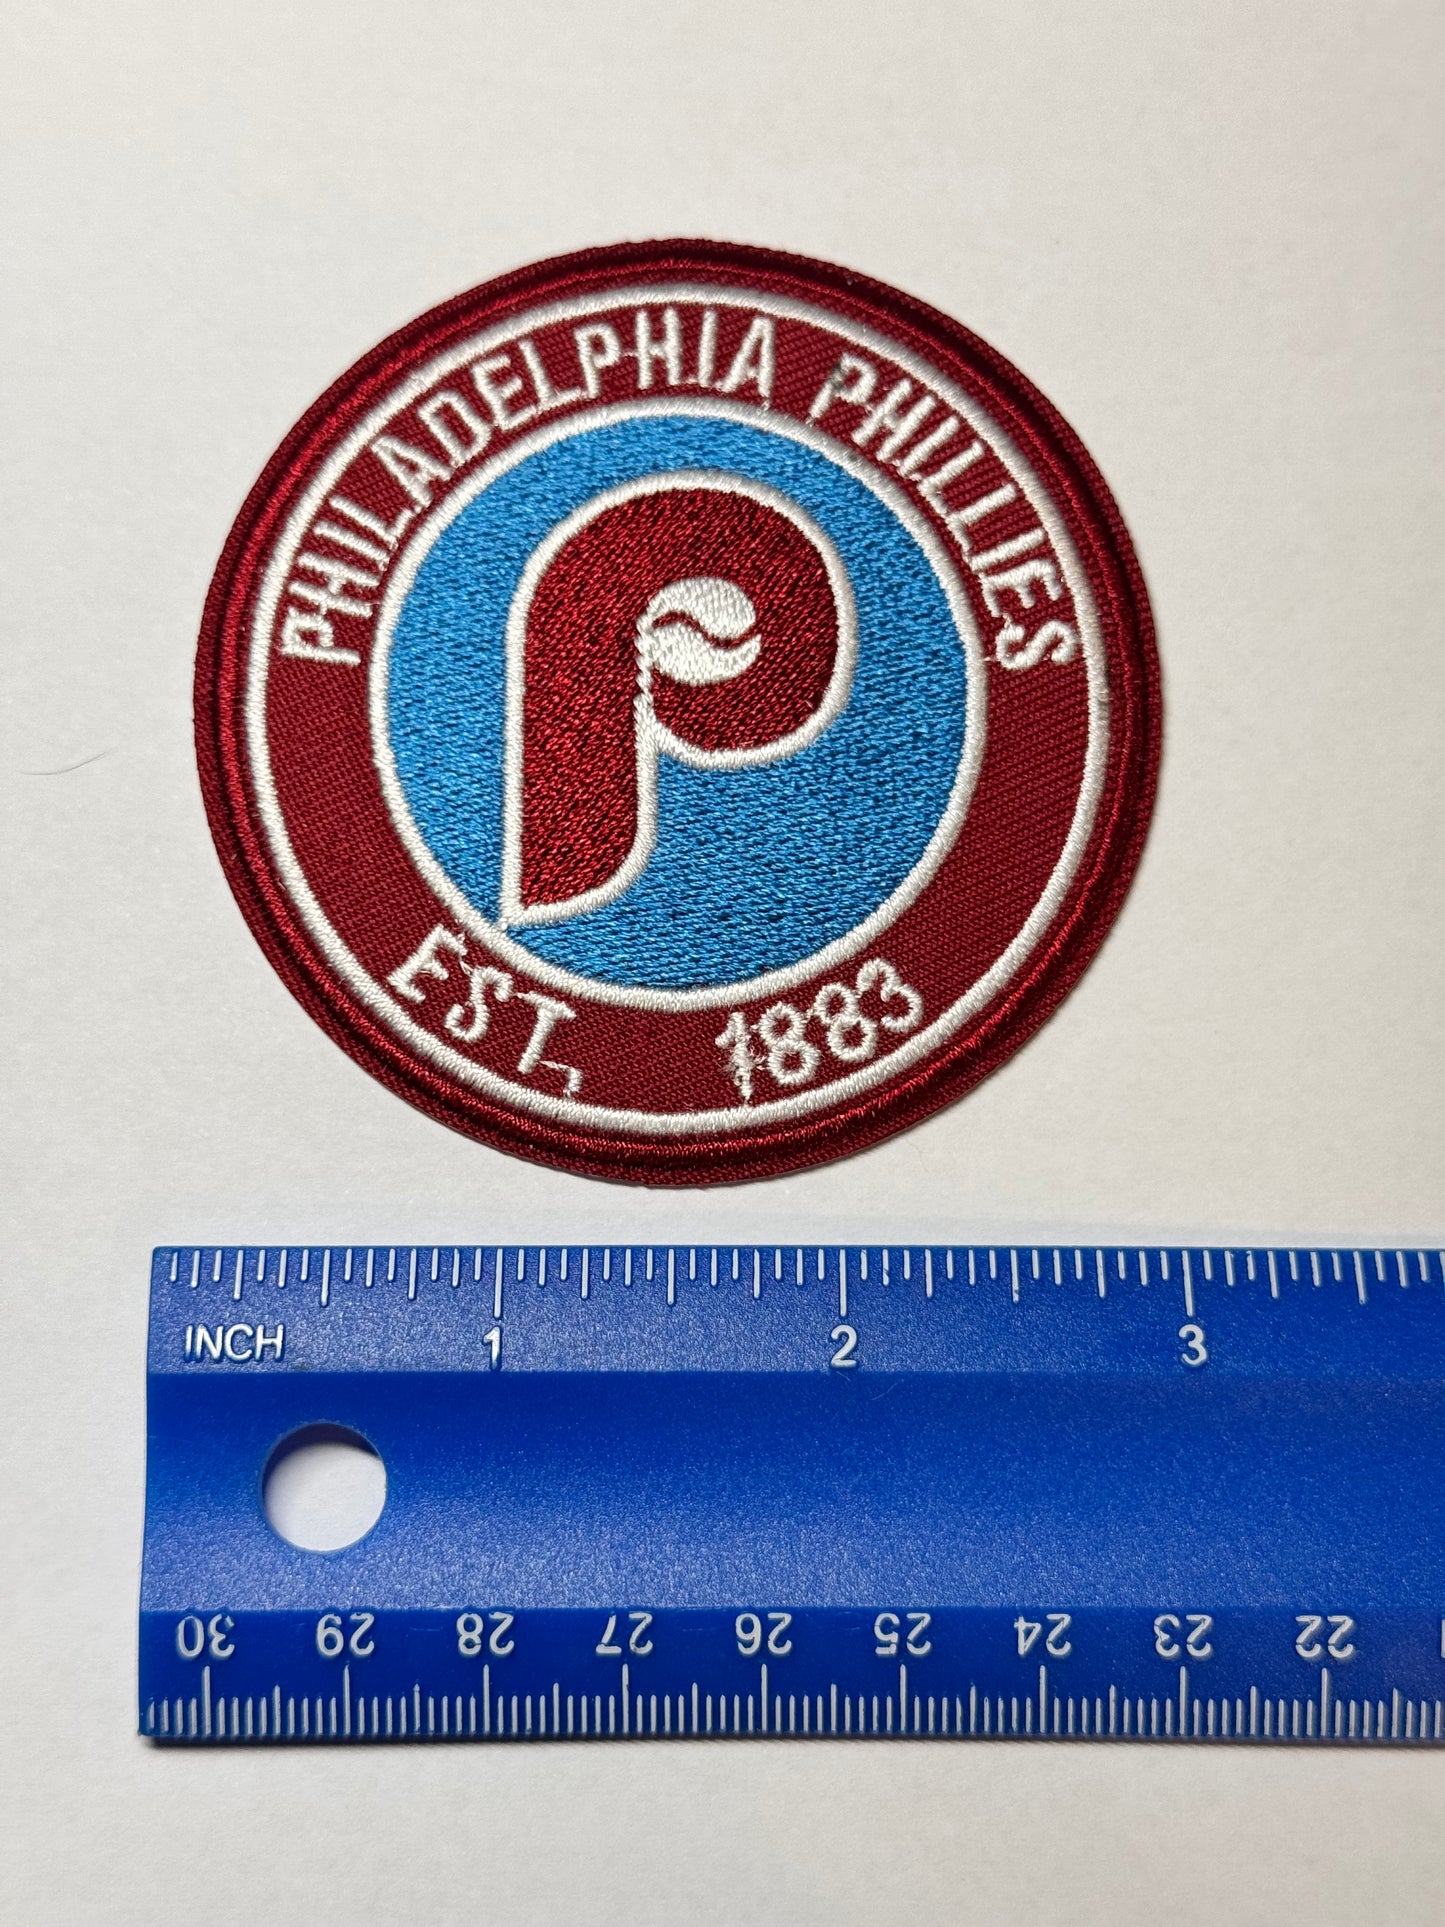 PHILADELPHIA PHILLIES
P
EST. 1883
INCH 1 2 3
30 29 28 27 26 25 24 23 22